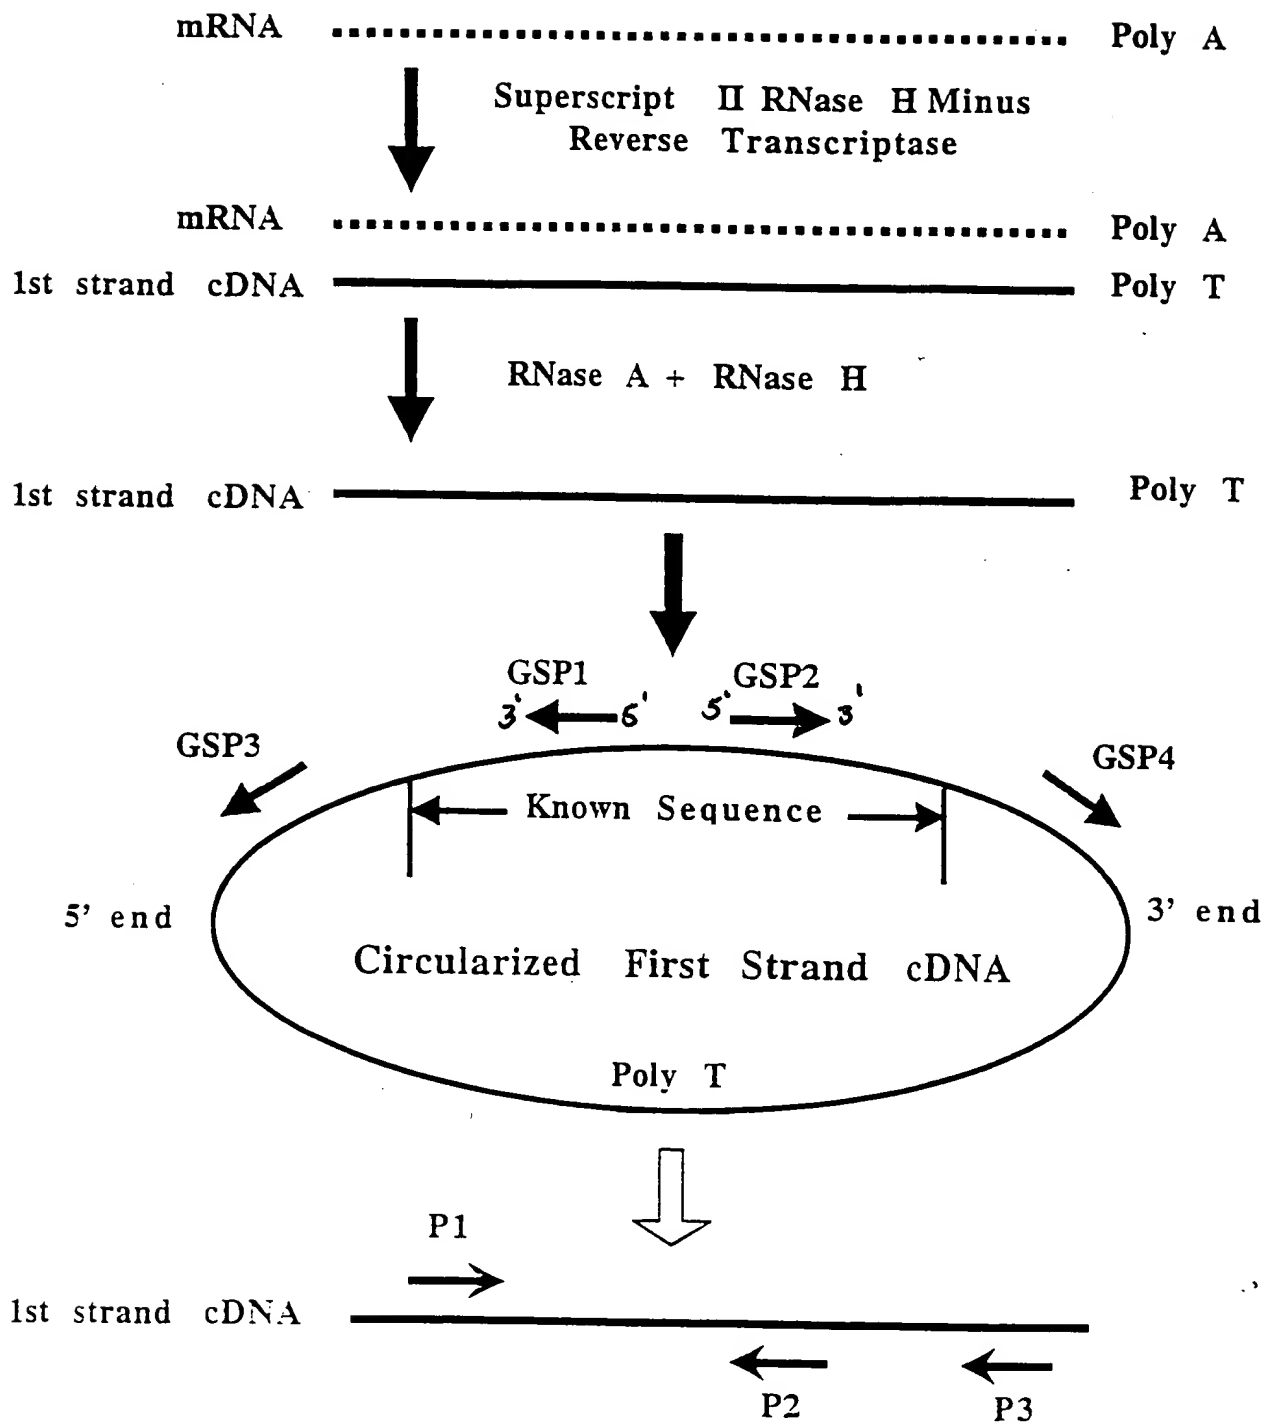 mRNA Poly A
Superscript II RNase H Minus
Reverse Transcriptase
mRNA Poly A
1st strand cDNA Poly T
RNase A + RNase H
1st strand cDNA Poly T
GSP1 GSP2
3' 5' 5' 3'
GSP3 GSP4
Known Sequence
5' end 3' end
Circularized First Strand cDNA
Poly T
P1
1st strand cDNA
P2 P3